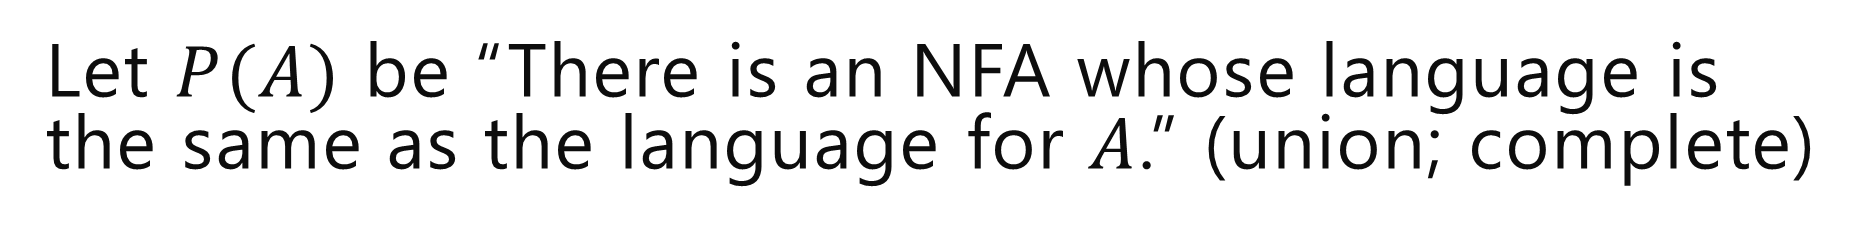 Let P(A) be “There is an NFA whose language is
the same as the language for A.” (union; complete)